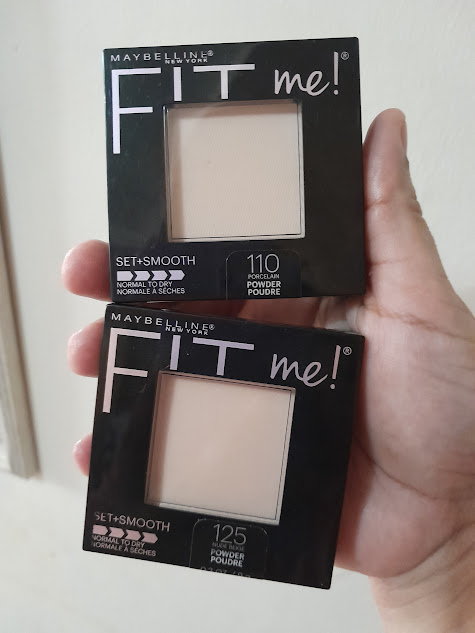 MAYBELLINE®
NEW YORK
FIT me!®
SET+SMOOTH
NORMAL TO DRY
NORMALE À SÈCHES
110
PORCELAIN
POWDER
POUDRE
MAYBELLINE®
NEW YORK
FIT me!®
SET+SMOOTH
NORMAL TO DRY
NORMALE À SÈCHES
125
NUDE BEIGE
POWDER
POUDRE